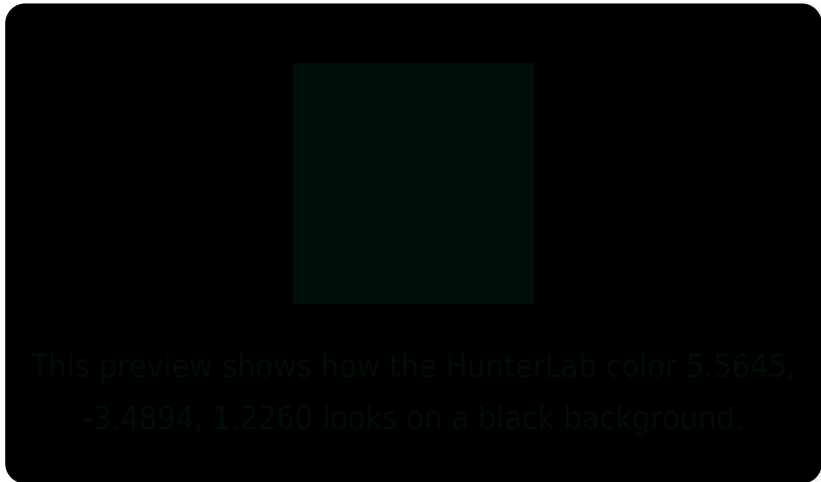 This preview shows how the HunterLab color 5.5645,
-3.4894, 1.2260 looks on a black background.